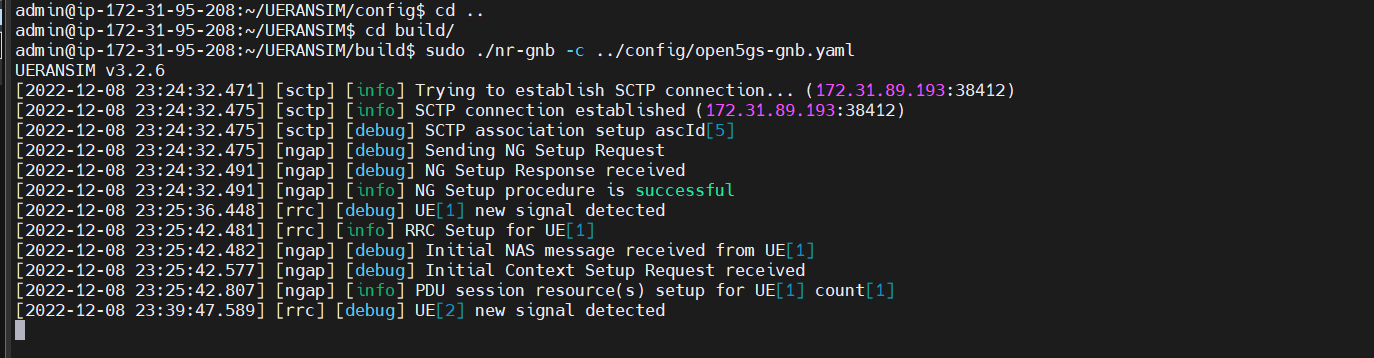 admin@ip-172-31-95-208:~/UERANSIM/config$ cd ..
admin@ip-172-31-95-208:~/UERANSIM$ cd build/
admin@ip-172-31-95-208:~/UERANSIM/build$ sudo ./nr-gnb -c ../config/open5gs-gnb.yaml
UERANSIM v3.2.6
[2022-12-08 23:24:32.471] [sctp] [info] Trying to establish SCTP connection... (172.31.89.193:38412)
[2022-12-08 23:24:32.475] [sctp] [info] SCTP connection established (172.31.89.193:38412)
[2022-12-08 23:24:32.475] [sctp] [debug] SCTP association setup ascId[5]
[2022-12-08 23:24:32.475] [ngap] [debug] Sending NG Setup Request
[2022-12-08 23:24:32.491] [ngap] [debug] NG Setup Response received
[2022-12-08 23:24:32.491] [ngap] [info] NG Setup procedure is successful
[2022-12-08 23:25:36.448] [rrc] [debug] UE[1] new signal detected
[2022-12-08 23:25:42.481] [rrc] [info] RRC Setup for UE[1]
[2022-12-08 23:25:42.482] [ngap] [debug] Initial NAS message received from UE[1]
[2022-12-08 23:25:42.577] [ngap] [debug] Initial Context Setup Request received
[2022-12-08 23:25:42.807] [ngap] [info] PDU session resource(s) setup for UE[1] count[1]
[2022-12-08 23:39:47.589] [rrc] [debug] UE[2] new signal detected